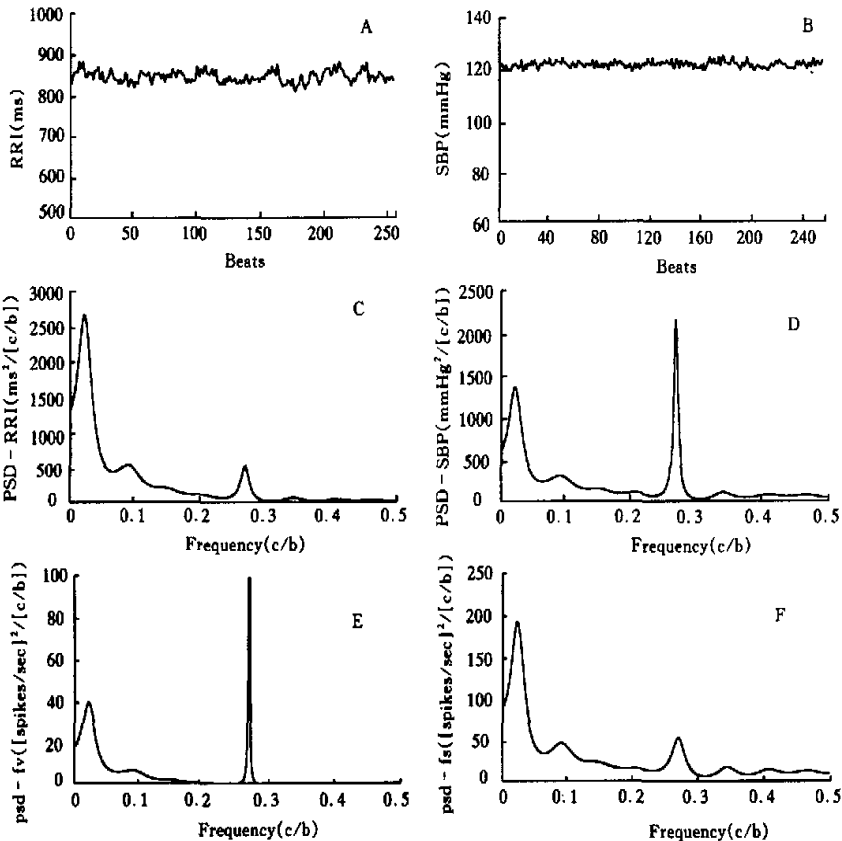 A
RRI(ms)
1000
900
800
700
600
500
0 50 100 150 200 250
Beats
B
SBP(mmHg)
140
120
100
80
60
0 40 80 120 160 200 240
Beats
C
PSD-RRI(ms²/[c/b])
3000
2500
2000
1500
1000
500
0
0 0.1 0.2 0.3 0.4 0.5
Frequency(c/b)
D
PSD-SBP(mmHg²/[c/b])
2500
2000
1500
1000
500
0
0 0.1 0.2 0.3 0.4 0.5
Frequency(c/b)
E
psd-fv([spikes/sec]²/[c/b])
100
80
60
40
20
0
0 0.1 0.2 0.3 0.4 0.5
Frequency(c/b)
F
psd-fs([spikes/sec]²/[c/b])
250
200
150
100
50
0
0 0.1 0.2 0.3 0.4 0.5
Frequency(c/b)